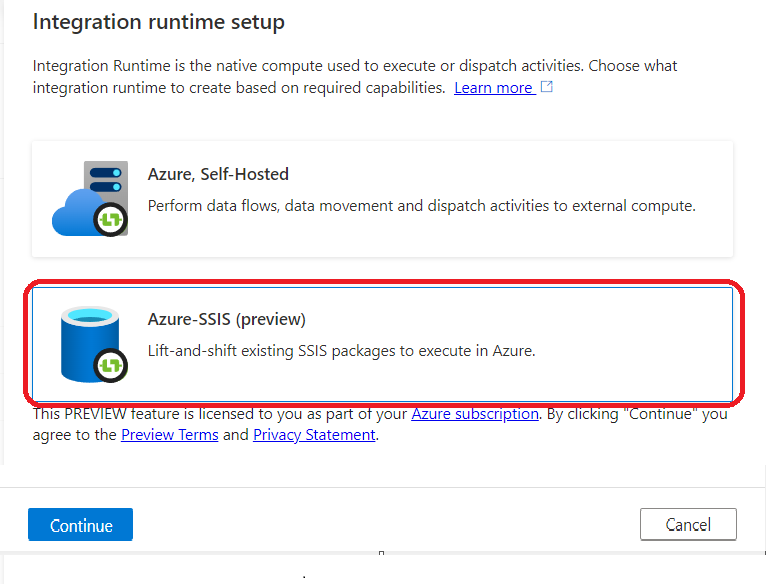 Integration runtime setup
Integration Runtime is the native compute used to execute or dispatch activities. Choose what
integration runtime to create based on required capabilities. Learn more
Azure, Self-Hosted
Perform data flows, data movement and dispatch activities to external compute.
Azure-SSIS (preview)
Lift-and-shift existing SSIS packages to execute in Azure.
This PREVIEW feature is licensed to you as part of your Azure subscription. By clicking "Continue" you
agree to the Preview Terms and Privacy Statement.
Continue
Cancel